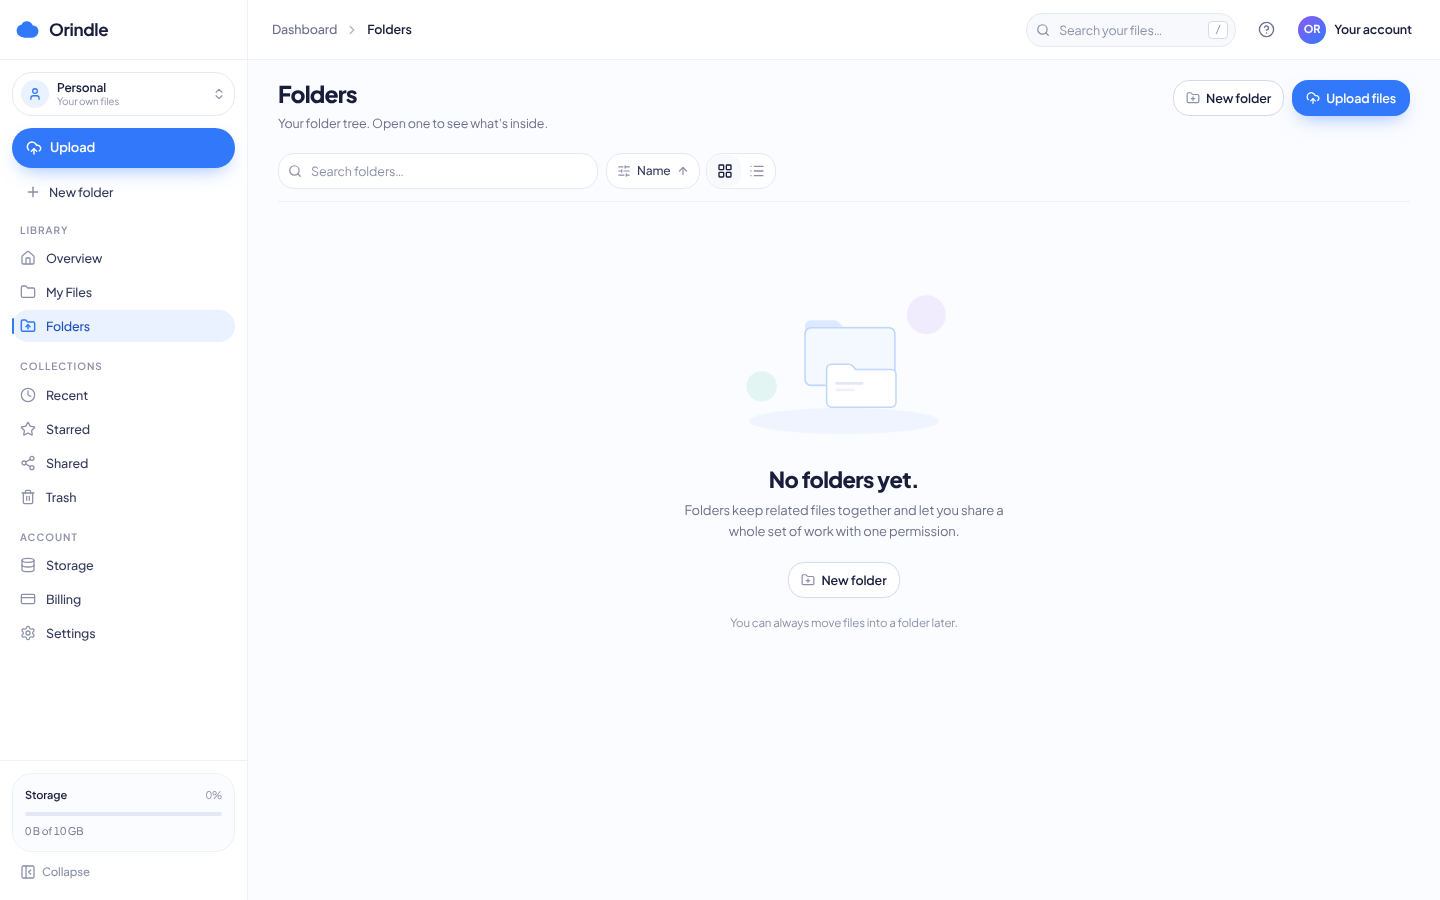 Orindle
Dashboard
Folders
Search your files...
/
OR
Your account
Personal
Your own files
Upload
New folder
LIBRARY
Overview
My Files
Folders
COLLECTIONS
Recent
Starred
Shared
Trash
ACCOUNT
Storage
Billing
Settings
Storage
0%
0 B of 10 GB
Collapse
Folders
Your folder tree. Open one to see what's inside.
New folder
Upload files
Search folders...
Name
No folders yet.
Folders keep related files together and let you share a
whole set of work with one permission.
New folder
You can always move files into a folder later.